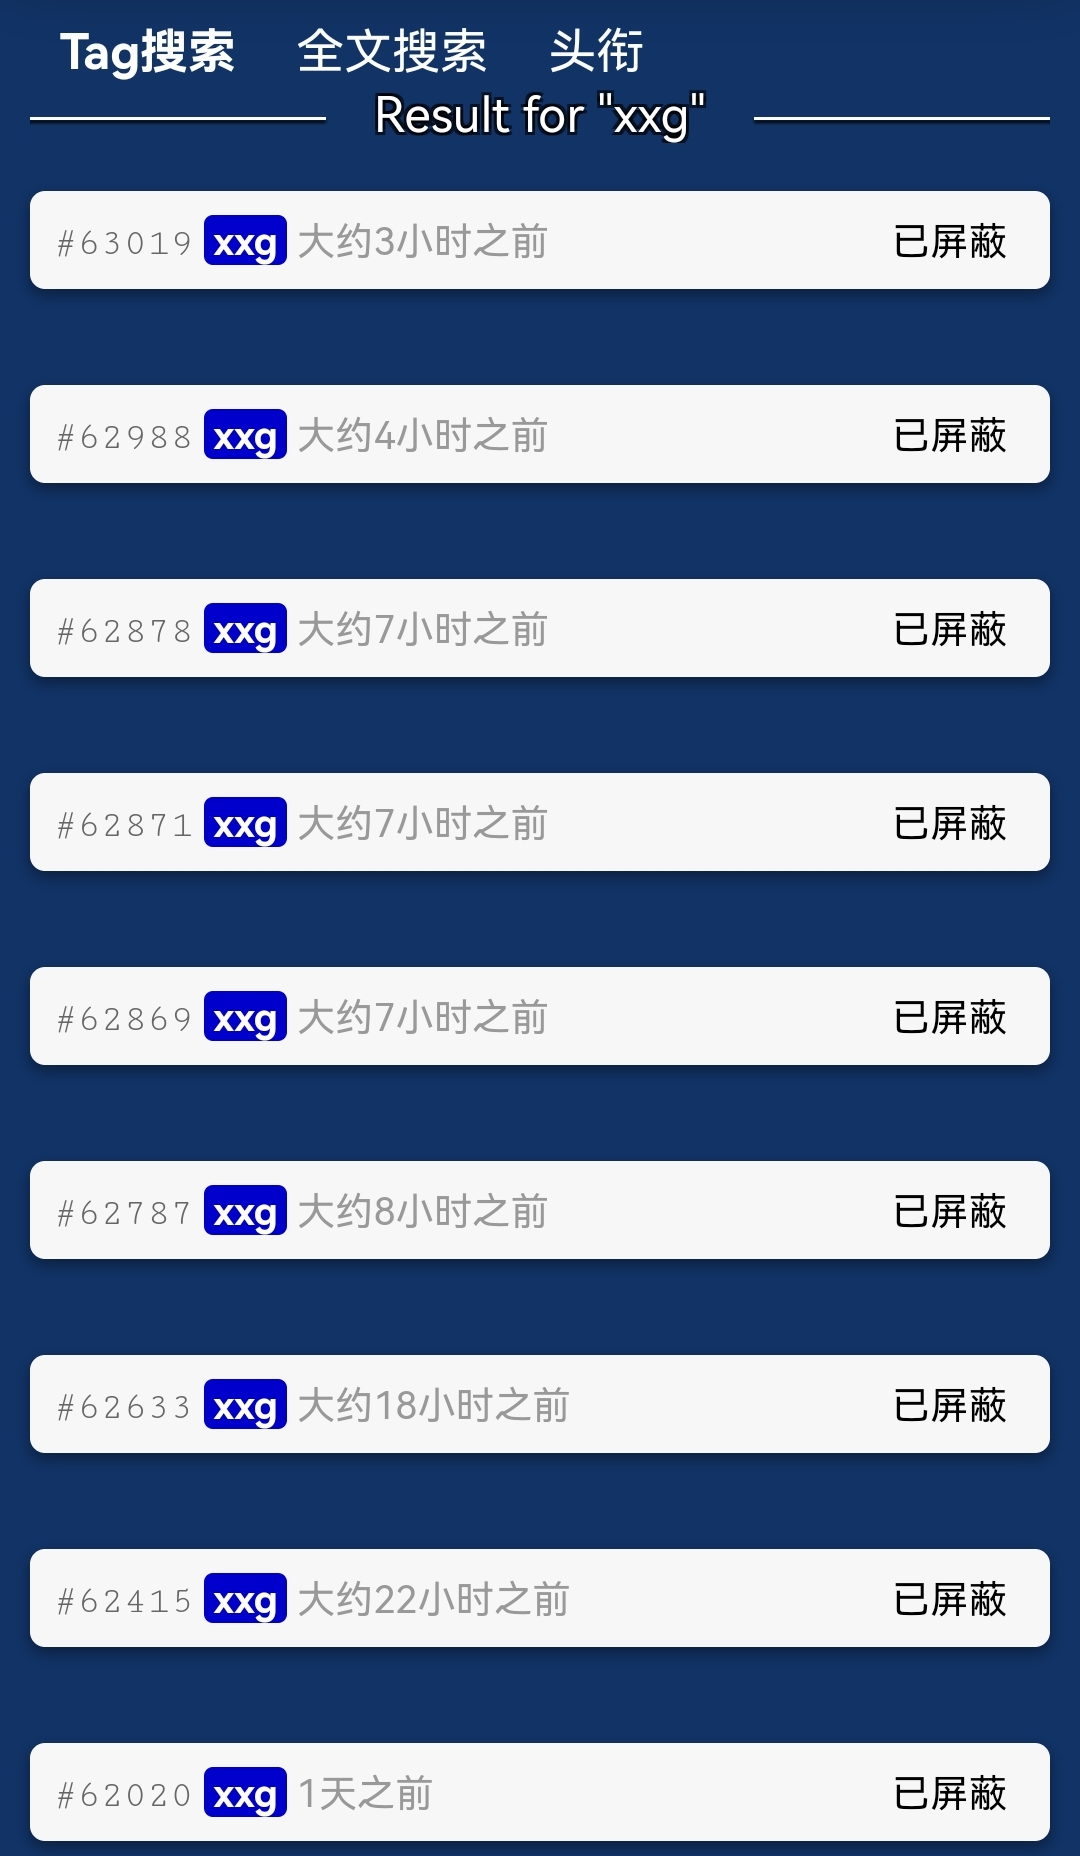 Tag搜索 全文搜索 头衔
Result for "xxg"
#63019 xxg 大约3小时之前 已屏蔽
#62988 xxg 大约4小时之前 已屏蔽
#62878 xxg 大约7小时之前 已屏蔽
#62871 xxg 大约7小时之前 已屏蔽
#62869 xxg 大约7小时之前 已屏蔽
#62787 xxg 大约8小时之前 已屏蔽
#62633 xxg 大约18小时之前 已屏蔽
#62415 xxg 大约22小时之前 已屏蔽
#62020 xxg 1天之前 已屏蔽